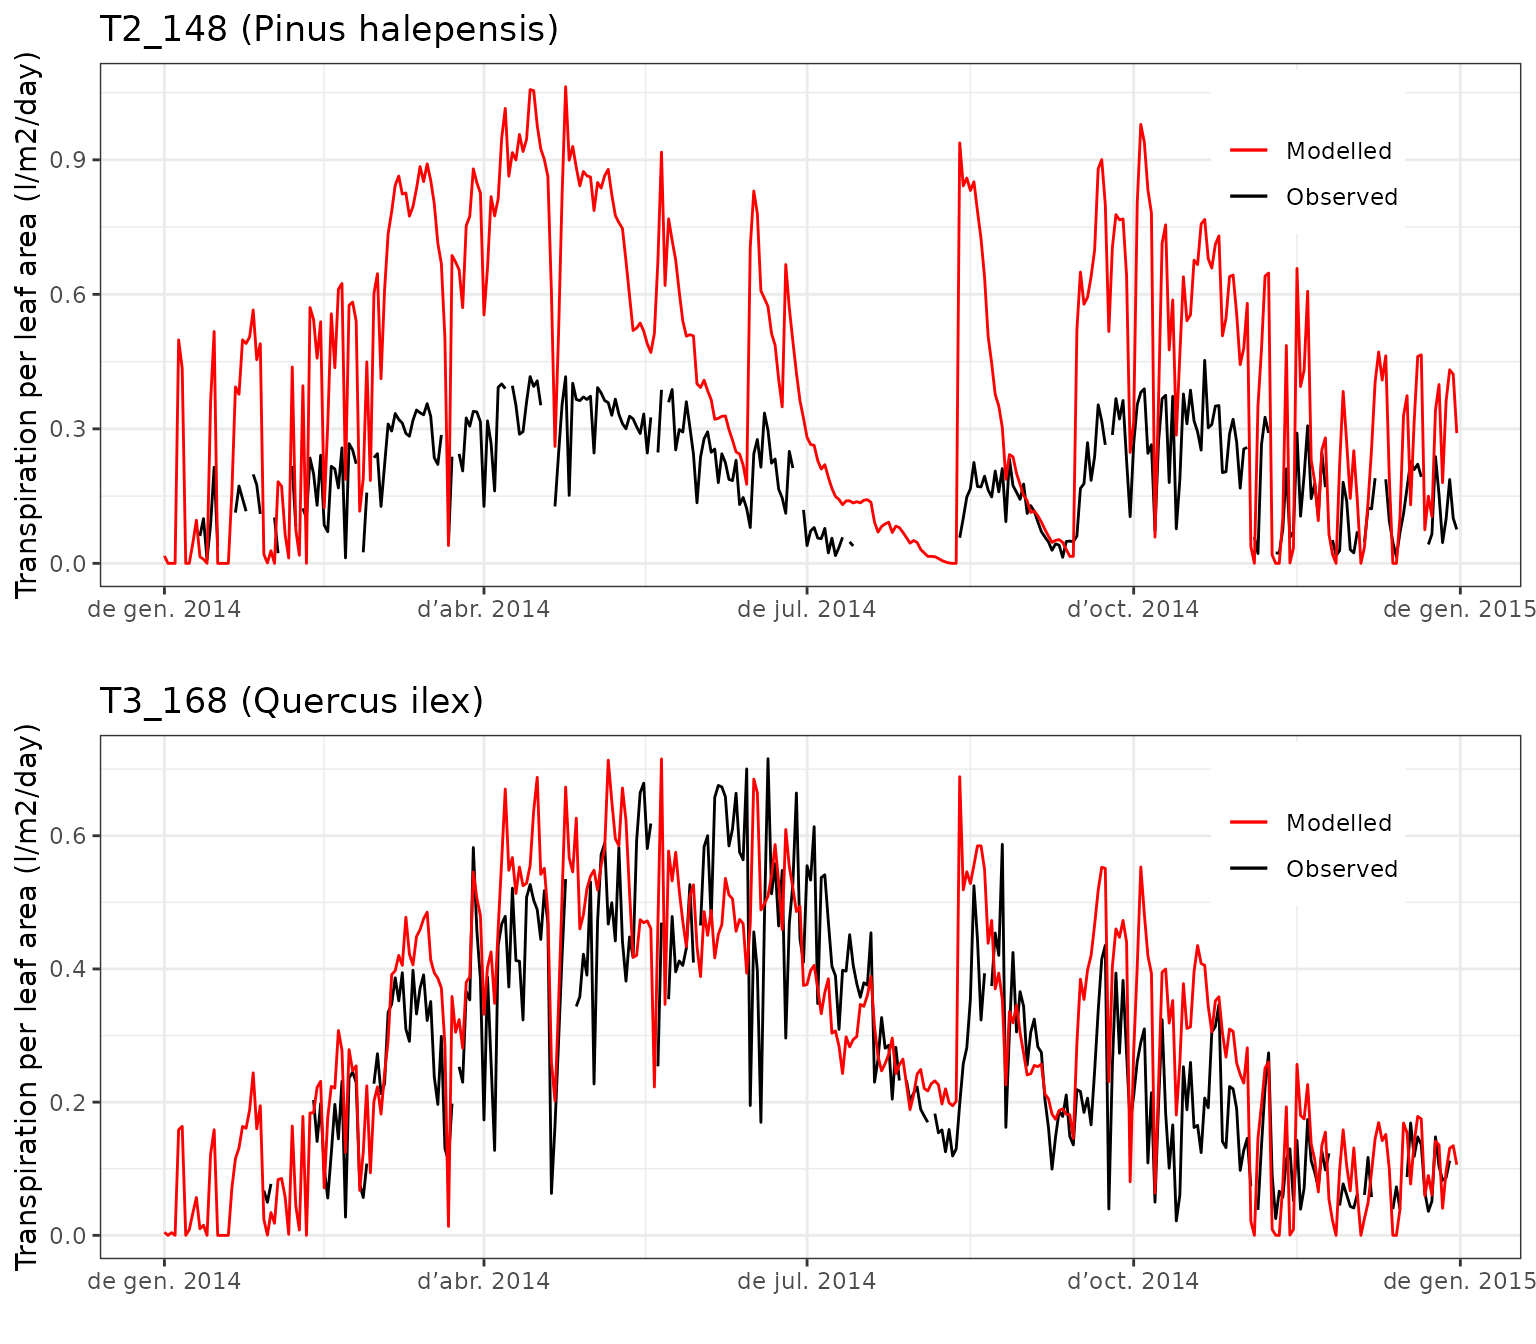 T2_148 (Pinus halepensis)
Transpiration per leaf area (l/m2/day)
0.9
0.6
0.3
0.0
Modelled
Observed
de gen. 2014
d’abr. 2014
de jul. 2014
d’oct. 2014
de gen. 2015
T3_168 (Quercus ilex)
Transpiration per leaf area (l/m2/day)
0.6
0.4
0.2
0.0
Modelled
Observed
de gen. 2014
d’abr. 2014
de jul. 2014
d’oct. 2014
de gen. 2015